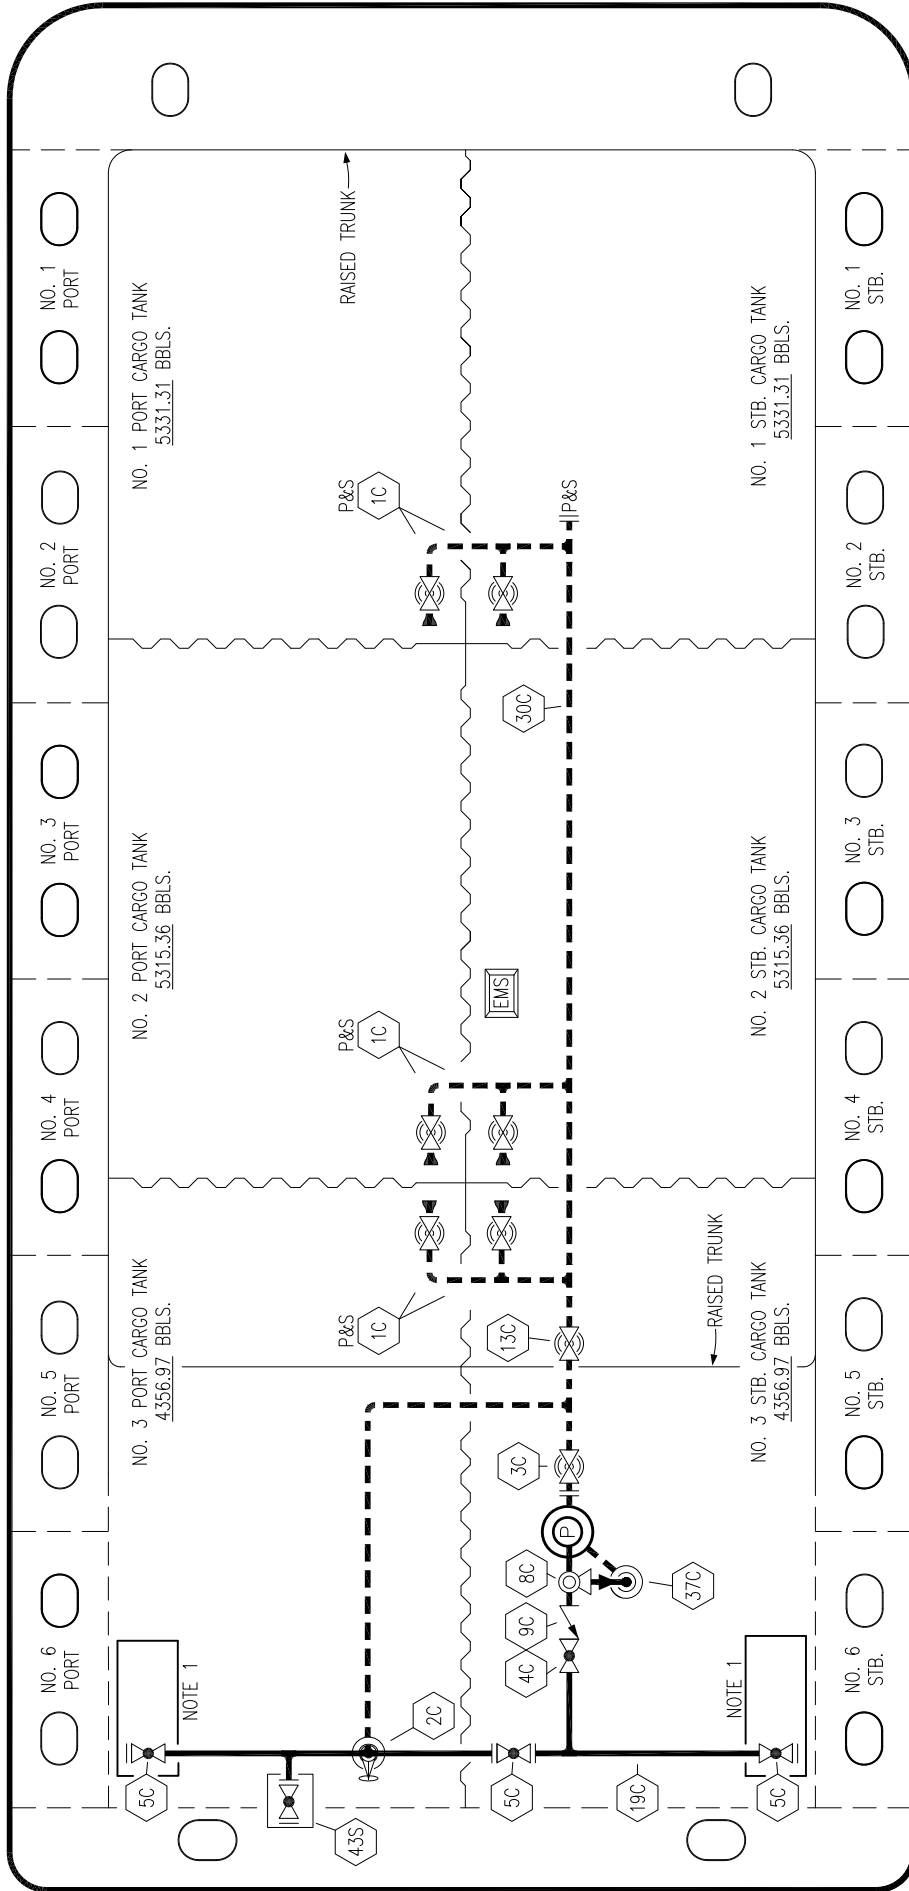 NO. 1
PORT
NO. 2
PORT
NO. 3
PORT
NO. 4
PORT
NO. 5
PORT
NO. 6
PORT
NO. 1 PORT CARGO TANK
5331.31 BBLS.
NO. 2 PORT CARGO TANK
5315.36 BBLS.
NO. 3 PORT CARGO TANK
4356.97 BBLS.
NOTE 1
5C
43S
RAISED TRUNK
P&S
1C
P&S
1C
P&S
1C
2C
EMS
30C
P&S
13C
3C
P
8C
9C
4C
37C
5C
19C
RAISED TRUNK
NO. 1 STB. CARGO TANK
5331.31 BBLS.
NO. 2 STB. CARGO TANK
5315.36 BBLS.
NO. 3 STB. CARGO TANK
4356.97 BBLS.
NOTE 1
5C
NO. 1
STB.
NO. 2
STB.
NO. 3
STB.
NO. 4
STB.
NO. 5
STB.
NO. 6
STB.